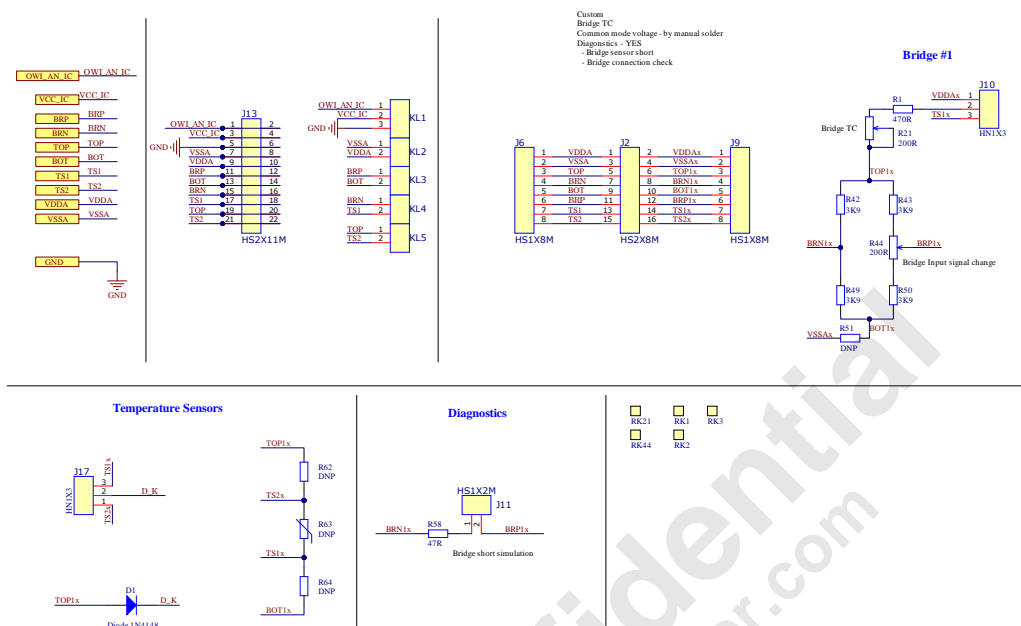 Custom
Bridge TC
Common mode voltage - by manual solder
Diagonstics - YES
- Bridge sensor short
- Bridge connection check
OWI_AN_IC OWI_AN_IC
VCC_IC VCC_IC
BRP BRP
BRN BRN
TOP TOP
BOT BOT
TS1 TS1
TS2 TS2
VDDA VDDA
VSSA VSSA
GND
GND
J13
OWI_AN_IC 1 2
VCC_IC 3 4
GND 5 6
VSSA 7 8
VDDA 9 10
BRP 11 12
BOT 13 14
BRN 15 16
TS1 17 18
TOP 19 20
TS2 21 22
HS2X11M
OWI_AN_IC 1
VCC_IC 2
GND 3
KL1
VSSA 1
VDDA 2
KL2
BRP 1
BOT 2
KL3
BRN 1
TS1 2
KL4
TOP 1
TS2 2
KL5
J6 J2 J9
1 VDDA 1 2 VDDAx 1
2 VSSA 3 4 VSSAx 2
3 TOP 5 6 TOP1x 3
4 BRN 7 8 BRN1x 4
5 BOT 9 10 BOT1x 5
6 BRP 11 12 BRP1x 6
7 TS1 13 14 TS1x 7
8 TS2 15 16 TS2x 8
HS1X8M HS2X8M HS1X8M
Bridge #1
J10
VDDAx 1
2
TS1x 3
HN1X3
R1
470R
Bridge TC
R21
200R
TOP1x
R42
3K9
R43
3K9
BRN1x
R44
200R
BRP1x
Bridge Input signal change
R49
3K9
R50
3K9
R51
BOT1x
VSSAx
DNP
Temperature Sensors
J17
HN1X3
TS1x
3
2 D_K
1
TS2x
D1
TOP1x D_K
Diode 1N4148
TOP1x
R62
DNP
TS2x
R63
DNP
TS1x
R64
DNP
BOT1x
Diagnostics
HS1X2M
J11
1 2
BRN1x R58 BRP1x
47R
Bridge short simulation
RK21 RK1 RK3
RK44 RK2